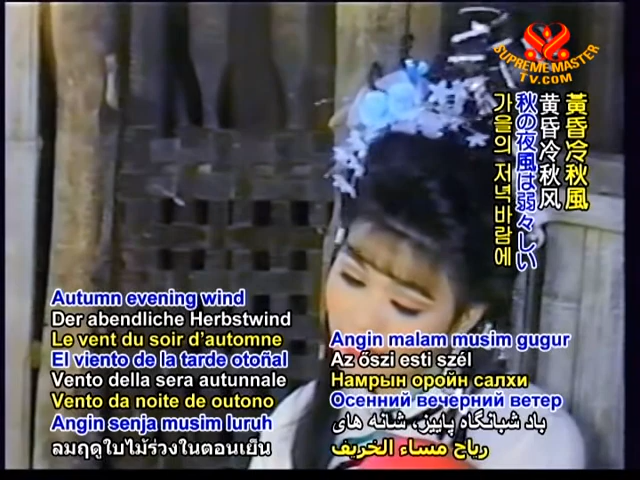 SUPREME MASTER
TV.COM
黃昏冷秋風
黄昏冷秋风
秋の夜風は弱々しい
가을의 저녁바람에
Autumn evening wind
Der abendliche Herbstwind
Le vent du soir d'automne
El viento de la tarde otoñal
Vento della sera autunnale
Vento da noite de outono
Angin senja musim luruh
ลมฤดูใบไม้ร่วงในตอนเย็น
Angin malam musim gugur
Az őszi esti szél
Намрын оройн салхи
Осенний вечерний ветер
باد شبانگاه پاییز، شانه های
رياح مساء الخريف